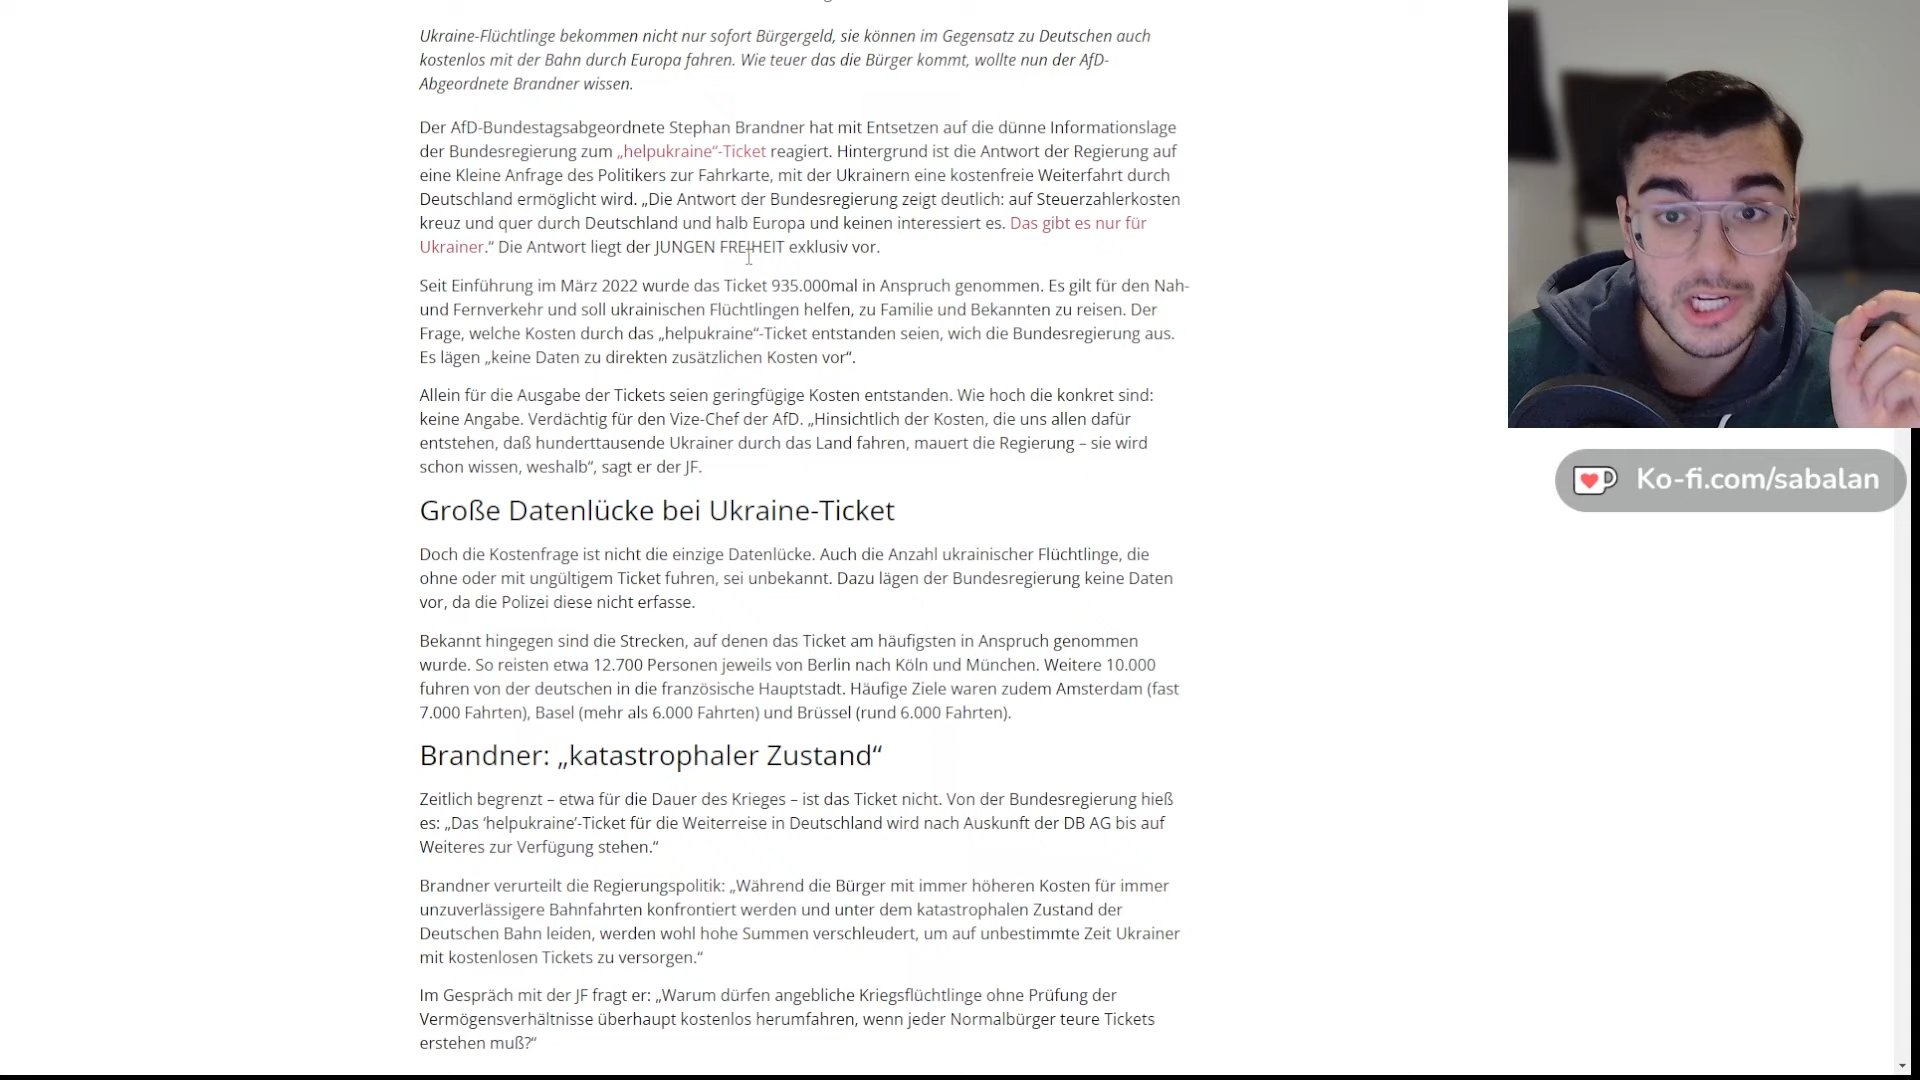 Ukraine-Flüchtlinge bekommen nicht nur sofort Bürgergeld, sie können im Gegensatz zu Deutschen auch
kostenlos mit der Bahn durch Europa fahren. Wie teuer das die Bürger kommt, wollte nun der AfD-
Abgeordnete Brandner wissen.
Der AfD-Bundestagsabgeordnete Stephan Brandner hat mit Entsetzen auf die dünne Informationslage
der Bundesregierung zum „helpukraine“-Ticket reagiert. Hintergrund ist die Antwort der Regierung auf
eine Kleine Anfrage des Politikers zur Fahrkarte, mit der Ukrainern eine kostenfreie Weiterfahrt durch
Deutschland ermöglicht wird. „Die Antwort der Bundesregierung zeigt deutlich: auf Steuerzahlerkosten
kreuz und quer durch Deutschland und halb Europa und keinen interessiert es. Das gibt es nur für
Ukrainer.“ Die Antwort liegt der JUNGEN FREIHEIT exklusiv vor.
Seit Einführung im März 2022 wurde das Ticket 935.000mal in Anspruch genommen. Es gilt für den Nah-
und Fernverkehr und soll ukrainischen Flüchtlingen helfen, zu Familie und Bekannten zu reisen. Der
Frage, welche Kosten durch das „helpukraine“-Ticket entstanden seien, wich die Bundesregierung aus.
Es lägen „keine Daten zu direkten zusätzlichen Kosten vor“.
Allein für die Ausgabe der Tickets seien geringfügige Kosten entstanden. Wie hoch die konkret sind:
keine Angabe. Verdächtig für den Vize-Chef der AfD. „Hinsichtlich der Kosten, die uns allen dafür
entstehen, daß hunderttausende Ukrainer durch das Land fahren, mauert die Regierung – sie wird
schon wissen, weshalb“, sagt er der JF.
Große Datenlücke bei Ukraine-Ticket
Doch die Kostenfrage ist nicht die einzige Datenlücke. Auch die Anzahl ukrainischer Flüchtlinge, die
ohne oder mit ungültigem Ticket fuhren, sei unbekannt. Dazu lägen der Bundesregierung keine Daten
vor, da die Polizei diese nicht erfasse.
Bekannt hingegen sind die Strecken, auf denen das Ticket am häufigsten in Anspruch genommen
wurde. So reisten etwa 12.700 Personen jeweils von Berlin nach Köln und München. Weitere 10.000
fuhren von der deutschen in die französische Hauptstadt. Häufige Ziele waren zudem Amsterdam (fast
7.000 Fahrten), Basel (mehr als 6.000 Fahrten) und Brüssel (rund 6.000 Fahrten).
Brandner: „katastrophaler Zustand“
Zeitlich begrenzt – etwa für die Dauer des Krieges – ist das Ticket nicht. Von der Bundesregierung hieß
es: „Das ‘helpukraine’-Ticket für die Weiterreise in Deutschland wird nach Auskunft der DB AG bis auf
Weiteres zur Verfügung stehen.“
Brandner verurteilt die Regierungspolitik: „Während die Bürger mit immer höheren Kosten für immer
unzuverlässigere Bahnfahrten konfrontiert werden und unter dem katastrophalen Zustand der
Deutschen Bahn leiden, werden wohl hohe Summen verschleudert, um auf unbestimmte Zeit Ukrainer
mit kostenlosen Tickets zu versorgen.“
Im Gespräch mit der JF fragt er: „Warum dürfen angebliche Kriegsflüchtlinge ohne Prüfung der
Vermögensverhältnisse überhaupt kostenlos herumfahren, wenn jeder Normalbürger teure Tickets
erstehen muß?“
Ko-fi.com/sabalan